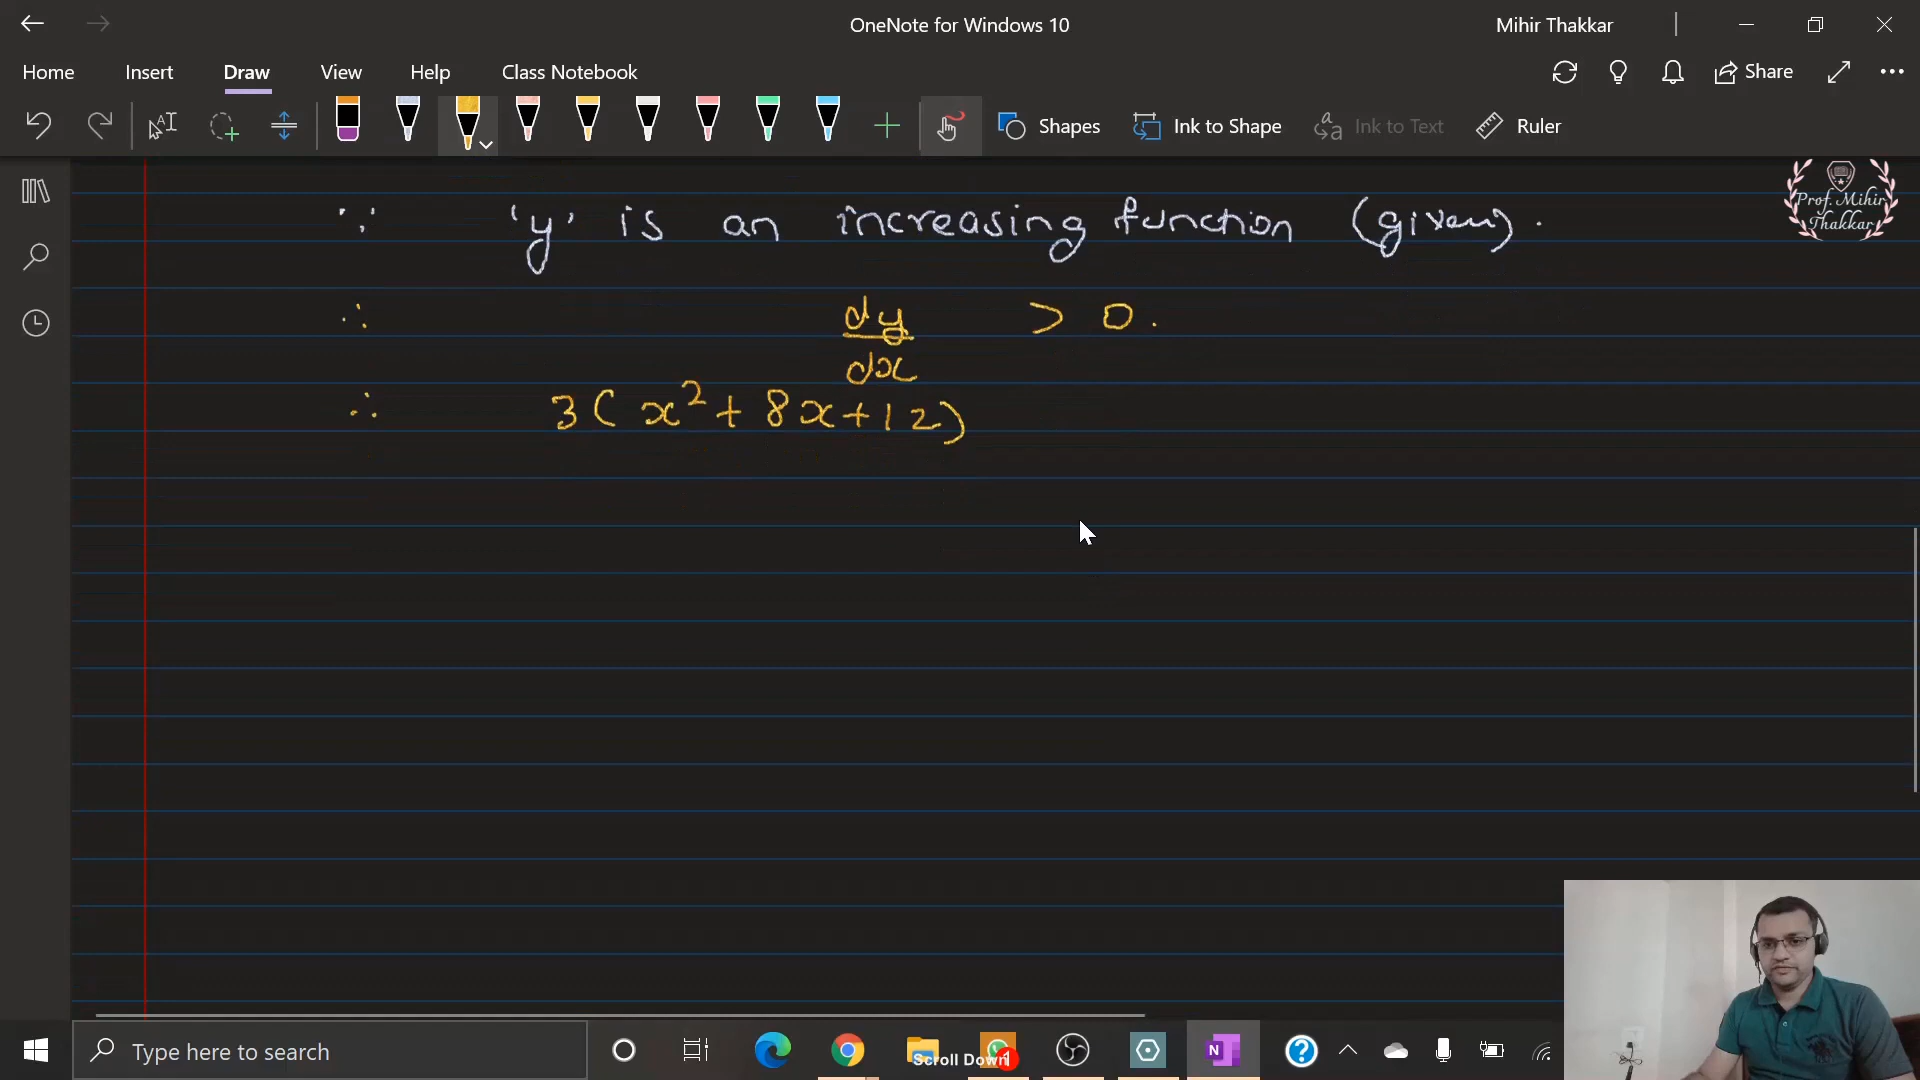 OneNote for Windows 10
Mihir Thakkar
Home Insert Draw View Help Class Notebook
Share
Shapes Ink to Shape Ink to Text Ruler
Prof. Mihir
Thakkar
∵ 'y' is an increasing function (given).
∴ dy/dx > 0.
∴ 3(x²+8x+12)
Type here to search
Scroll Down